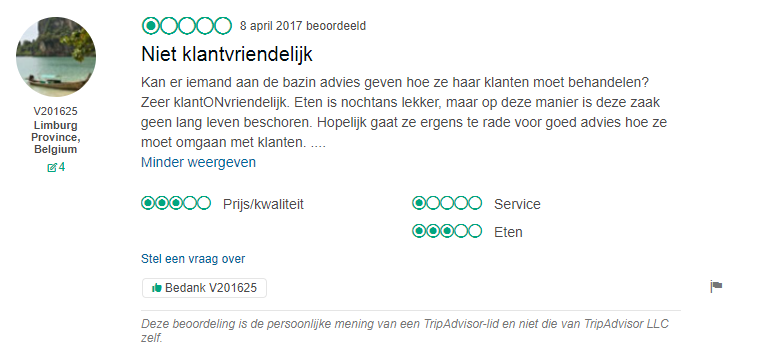 8 april 2017 beoordeeld
Niet klantvriendelijk
Kan er iemand aan de bazin advies geven hoe ze haar klanten moet behandelen?
Zeer klantONvriendelijk. Eten is nochtans lekker, maar op deze manier is deze zaak
geen lang leven beschoren. Hopelijk gaat ze ergens te rade voor goed advies hoe ze
moet omgaan met klanten. ....
Minder weergeven
V201625
Limburg
Province,
Belgium
4
Prijs/kwaliteit
Service
Eten
Stel een vraag over
Bedank V201625
Deze beoordeling is de persoonlijke mening van een TripAdvisor-lid en niet die van TripAdvisor LLC
zelf.